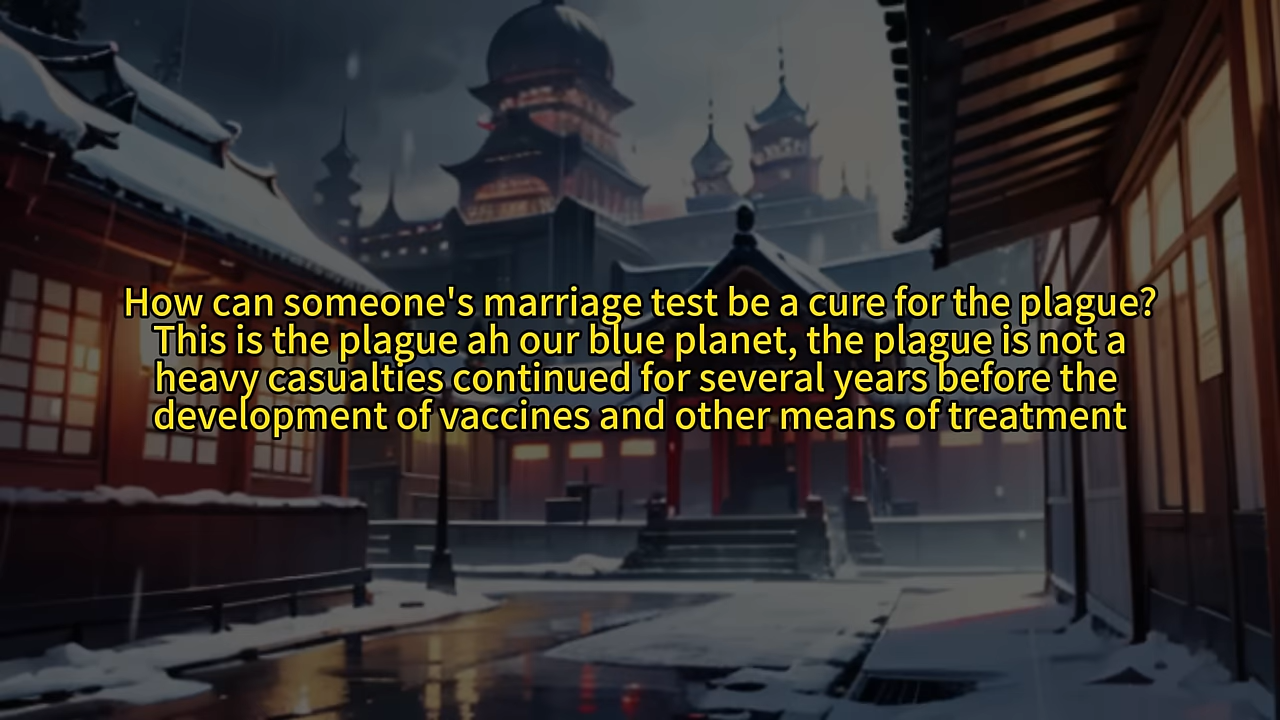 How can someone's marriage test be a cure for the plague?
This is the plague ah our blue planet, the plague is not a
heavy casualties continued for several years before the
development of vaccines and other means of treatment